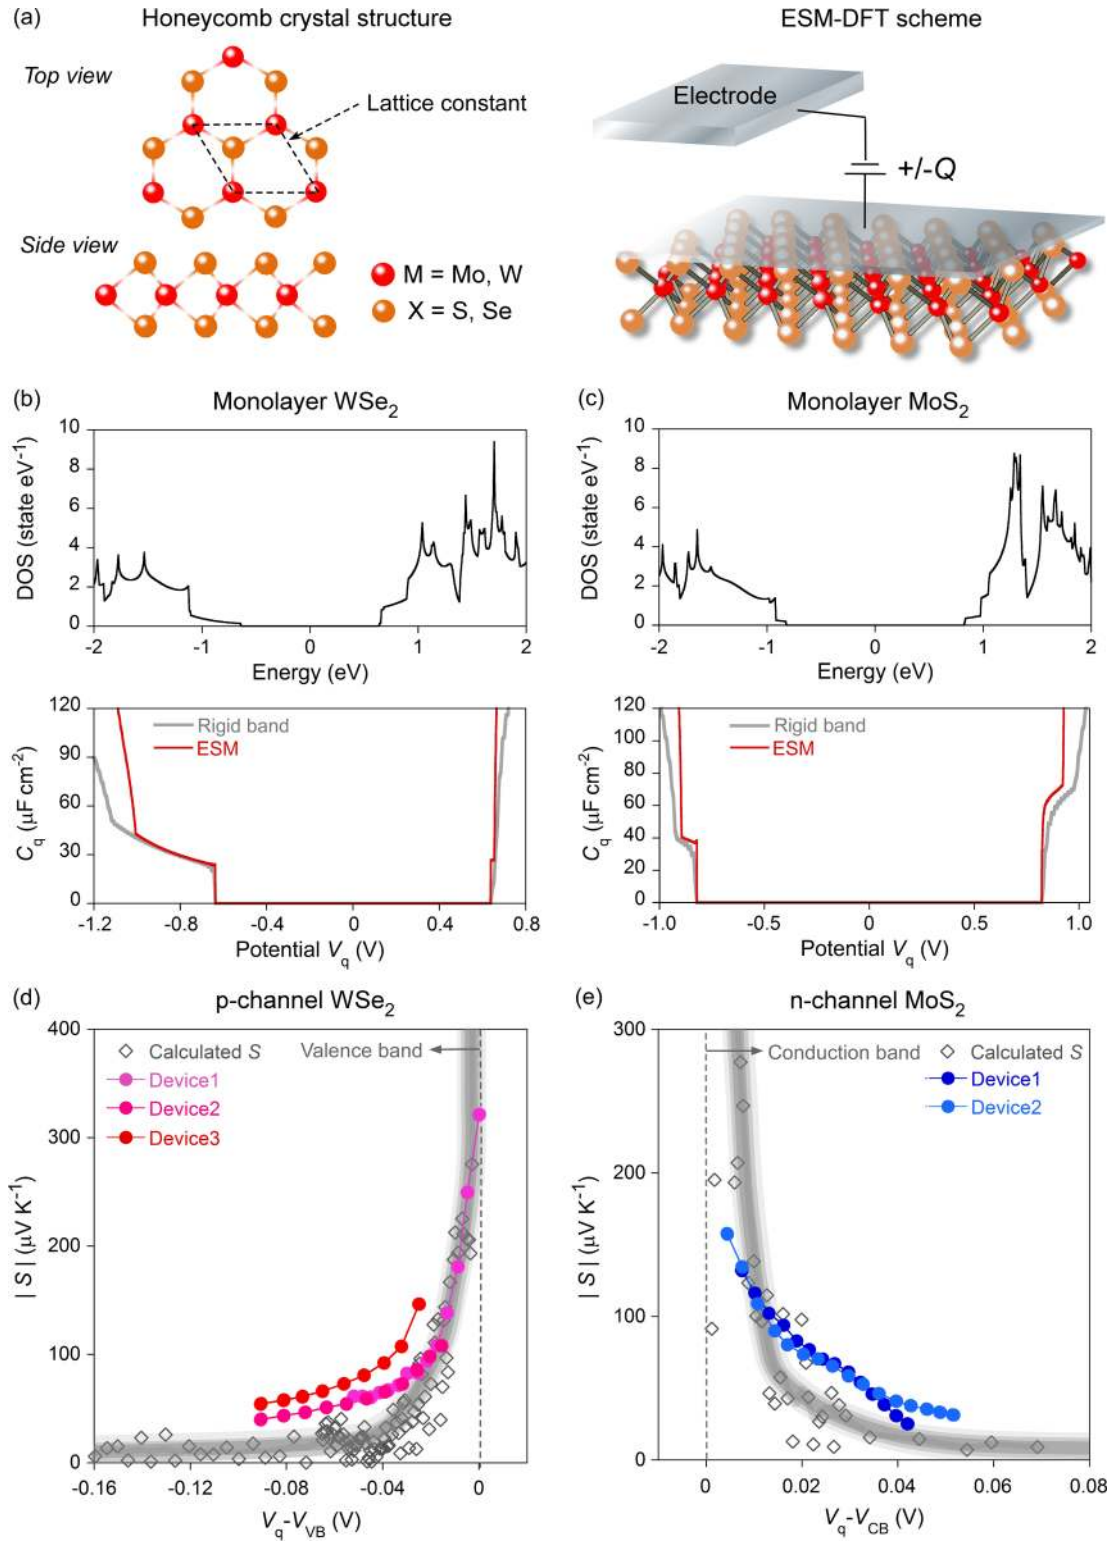 (a) Honeycomb crystal structure
ESM-DFT scheme
Top view
Lattice constant
Electrode
+/-Q
Side view
M = Mo, W
X = S, Se
(b) Monolayer WSe2
10
8
6
4
2
0
DOS (state eV-1)
-2 -1 0 1 2
Energy (eV)
(c) Monolayer MoS2
10
8
6
4
2
0
DOS (state eV-1)
-2 -1 0 1 2
Energy (eV)
120
90
60
30
0
Cq (μF cm-2)
Rigid band
ESM
-1.2 -0.8 -0.4 0 0.4 0.8
Potential Vq (V)
120
100
80
60
40
20
0
Cq (μF cm-2)
Rigid band
ESM
-1.0 -0.5 0 0.5 1.0
Potential Vq (V)
(d) p-channel WSe2
400
300
200
100
0
| S | (μV K-1)
Calculated S
Device1
Device2
Device3
Valence band
-0.16 -0.12 -0.08 -0.04 0
Vq-VVB (V)
(e) n-channel MoS2
300
200
100
0
| S | (μV K-1)
Conduction band
Calculated S
Device1
Device2
0 0.02 0.04 0.06 0.08
Vq-VCB (V)